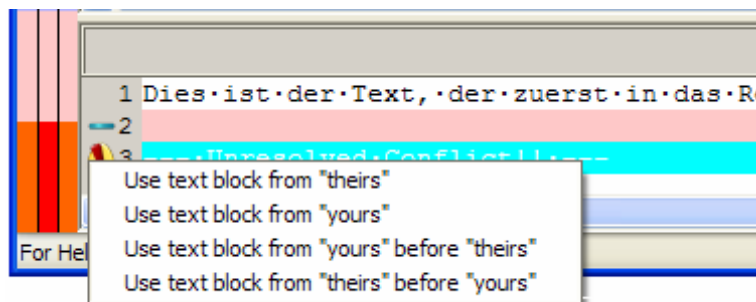 1 Dies·ist·der·Text,·der·zuerst·in·das·R
2
3 ---·Unresolved·Conflict!!·---
Use text block from "theirs"
Use text block from "yours"
Use text block from "yours" before "theirs"
For Hel
Use text block from "theirs" before "yours"